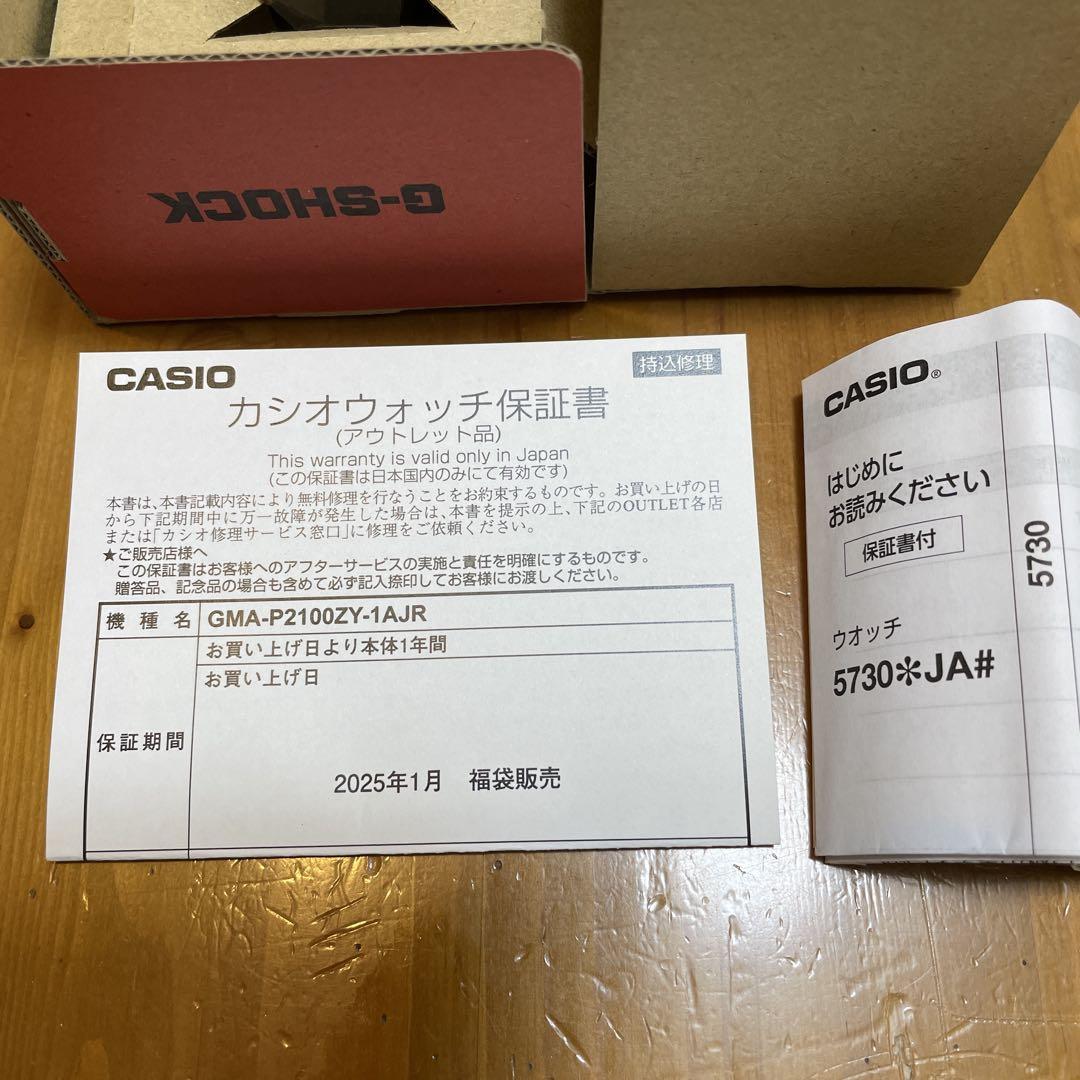 G-SHOCK
CASIO
持込修理
カシオウォッチ保証書
(アウトレット品)
This warranty is valid only in Japan
(この保証書は日本国内のみにて有効です)
本書は、本書記載内容により無料修理を行なうことをお約束するものです。お買い上げの日
から下記期間中に万一故障が発生した場合は、本書を提示の上、下記のOUTLET各店
または「カシオ修理サービス窓口」に修理をご依頼ください。
★ご販売店様へ
この保証書はお客様へのアフターサービスの実施と責任を明確にするものです。
贈答品、記念品の場合も含めて必ず記入捺印してお客様にお渡しください。
機種名 GMA-P2100ZY-1AJR
お買い上げ日より本体1年間
お買い上げ日
保証期間
2025年1月 福袋販売
CASIO®
はじめに
お読みください
保証書付
ウオッチ
5730✻JA#
5730